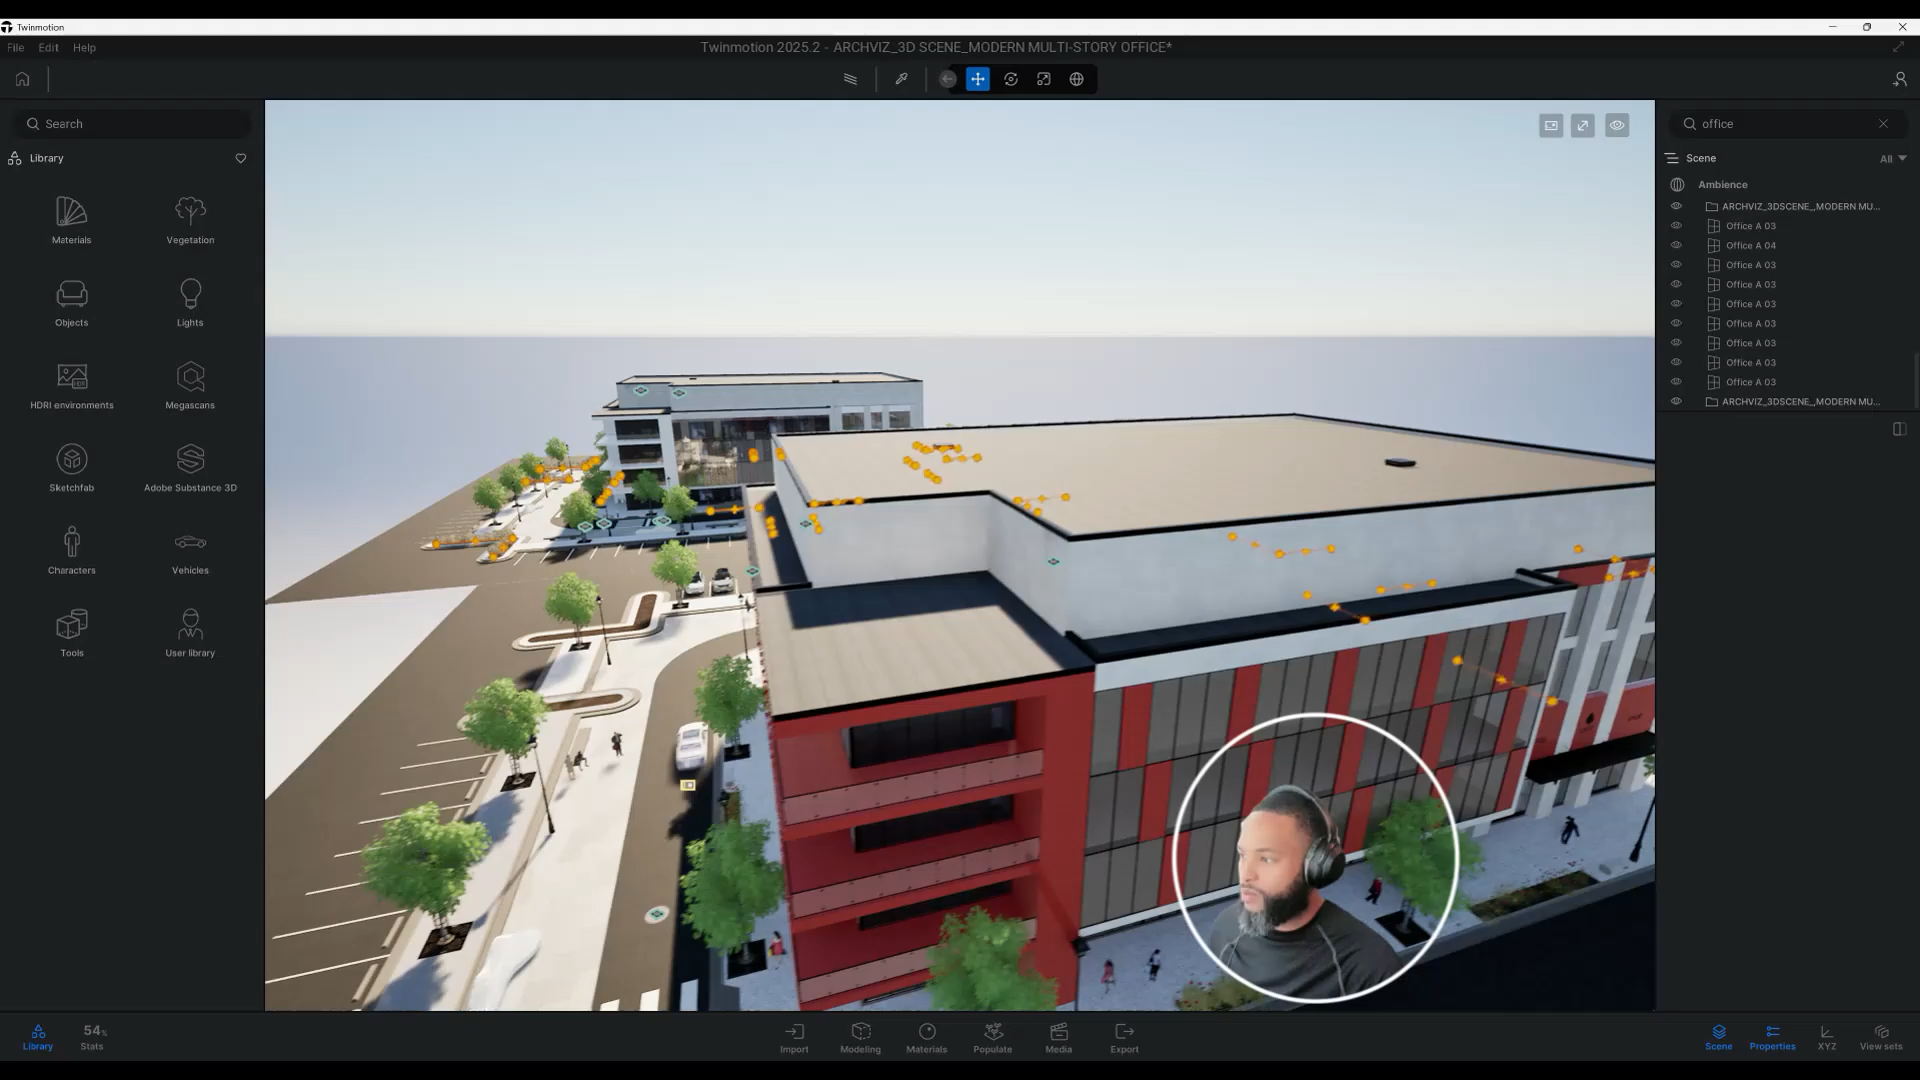 Twinmotion
File Edit Help
Twinmotion 2025.2 - ARCHVIZ_3D SCENE_MODERN MULTI-STORY OFFICE*
Search
Library
Materials
Vegetation
Objects
Lights
HDRI environments
Megascans
Sketchfab
Adobe Substance 3D
Characters
Vehicles
Tools
User library
office
Scene
All
Ambience
ARCHVIZ_3DSCENE_MODERN MU...
Office A 03
Office A 04
Office A 03
Office A 03
Office A 03
Office A 03
Office A 03
Office A 03
Office A 03
ARCHVIZ_3DSCENE_MODERN MU...
Library
54%
Stats
Import
Modeling
Materials
Populate
Media
Export
Scene
Properties
XYZ
View sets